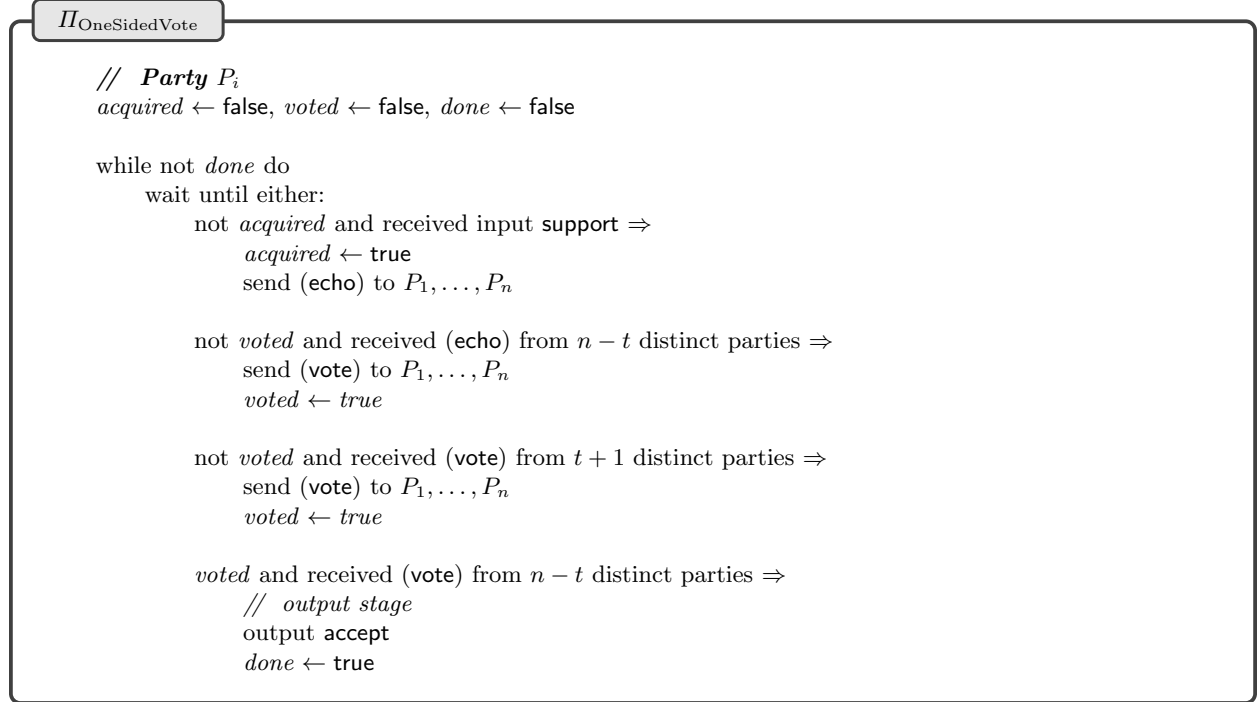 Π_OneSidedVote
// Party P_i
acquired ← false, voted ← false, done ← false
while not done do
wait until either:
not acquired and received input support ⇒
acquired ← true
send (echo) to P_1, . . . , P_n
not voted and received (echo) from n − t distinct parties ⇒
send (vote) to P_1, . . . , P_n
voted ← true
not voted and received (vote) from t + 1 distinct parties ⇒
send (vote) to P_1, . . . , P_n
voted ← true
voted and received (vote) from n − t distinct parties ⇒
// output stage
output accept
done ← true